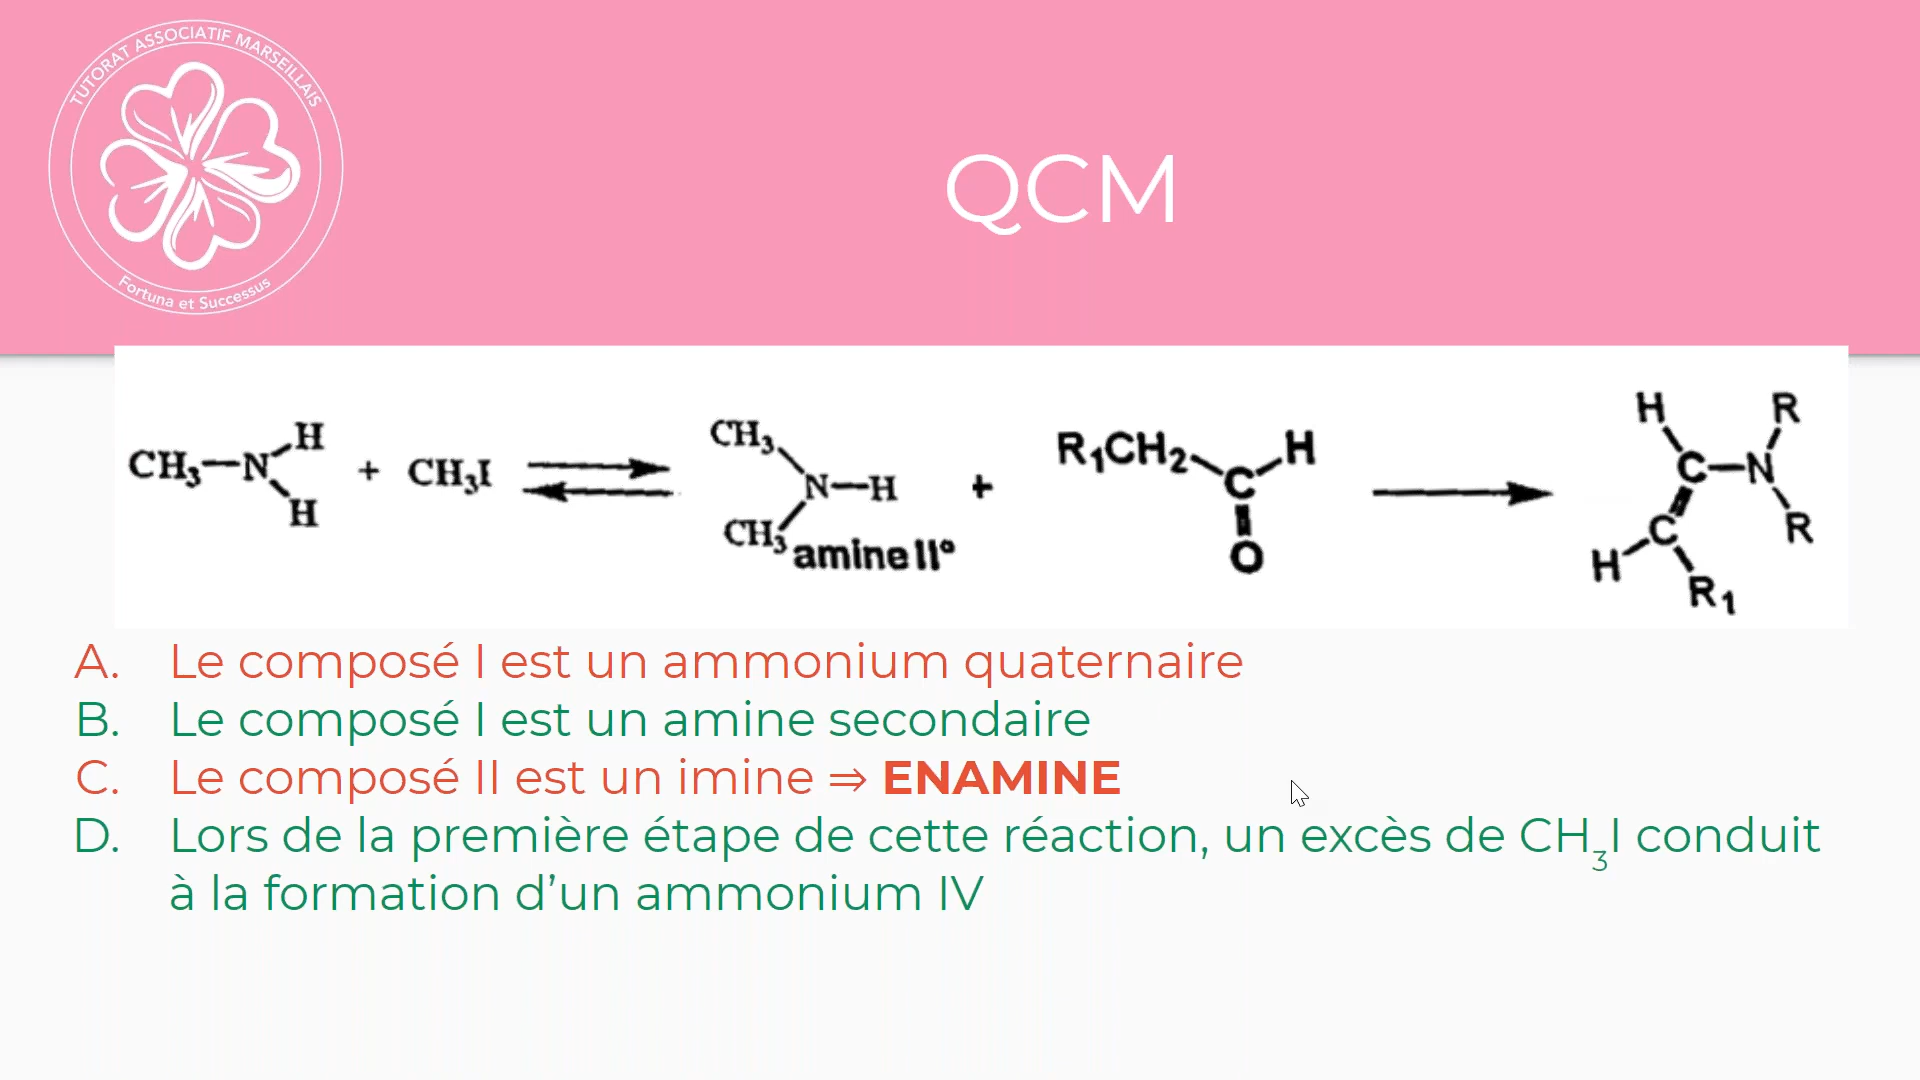 TUTORAT ASSOCIATIF MARSEILLAIS
Fortuna et Successus
QCM
CH₃—N H H + CH₃I ⇌ CH₃ CH₃ N—H amine II° + R₁CH₂ C H O → H C—N R R C H R₁
A. Le composé I est un ammonium quaternaire
B. Le composé I est un amine secondaire
C. Le composé II est un imine ⇒ ENAMINE
D. Lors de la première étape de cette réaction, un excès de CH₃I conduit
à la formation d’un ammonium IV